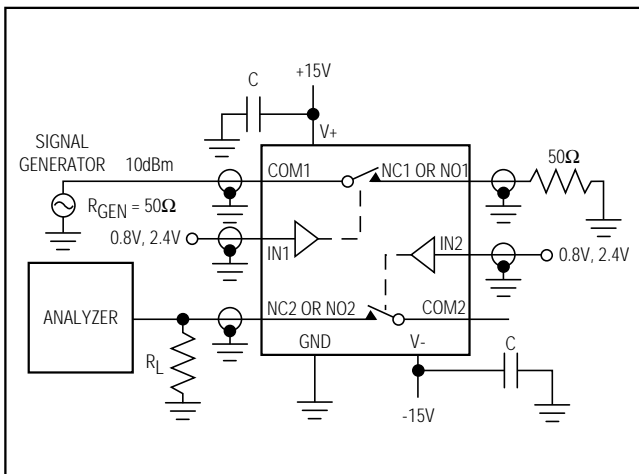 +15V
C
V+
SIGNAL
GENERATOR
10dBm
COM1
NC1 OR NO1
50Ω
RGEN = 50Ω
0.8V, 2.4V
IN1
IN2
0.8V, 2.4V
ANALYZER
NC2 OR NO2
COM2
RL
GND
V-
C
-15V